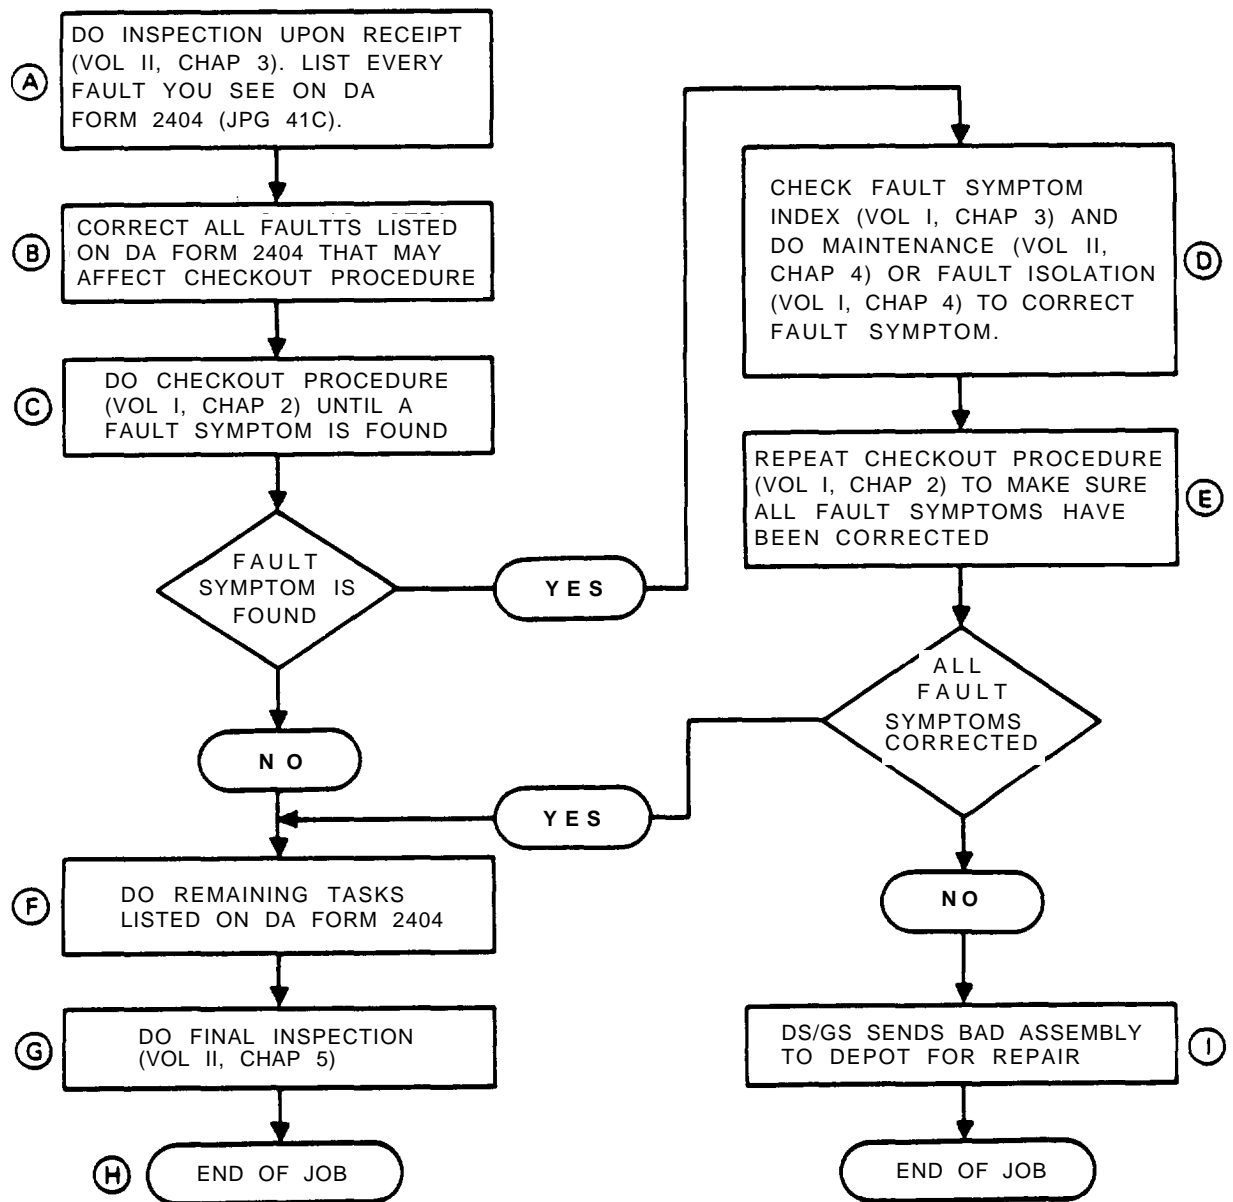 A
DO INSPECTION UPON RECEIPT
(VOL II, CHAP 3). LIST EVERY
FAULT YOU SEE ON DA
FORM 2404 (JPG 41C).
B
CORRECT ALL FAULTTS LISTED
ON DA FORM 2404 THAT MAY
AFFECT CHECKOUT PROCEDURE
C
DO CHECKOUT PROCEDURE
(VOL I, CHAP 2) UNTIL A
FAULT SYMPTOM IS FOUND
FAULT
SYMPTOM IS
FOUND
YES
NO
CHECK FAULT SYMPTOM
INDEX (VOL I, CHAP 3) AND
DO MAINTENANCE (VOL II,
CHAP 4) OR FAULT ISOLATION
(VOL I, CHAP 4) TO CORRECT
FAULT SYMPTOM.
D
REPEAT CHECKOUT PROCEDURE
(VOL I, CHAP 2) TO MAKE SURE
ALL FAULT SYMPTOMS HAVE
BEEN CORRECTED
E
ALL
FAULT
SYMPTOMS
CORRECTED
YES
NO
F
DO REMAINING TASKS
LISTED ON DA FORM 2404
G
DO FINAL INSPECTION
(VOL II, CHAP 5)
H
END OF JOB
DS/GS SENDS BAD ASSEMBLY
TO DEPOT FOR REPAIR
I
END OF JOB